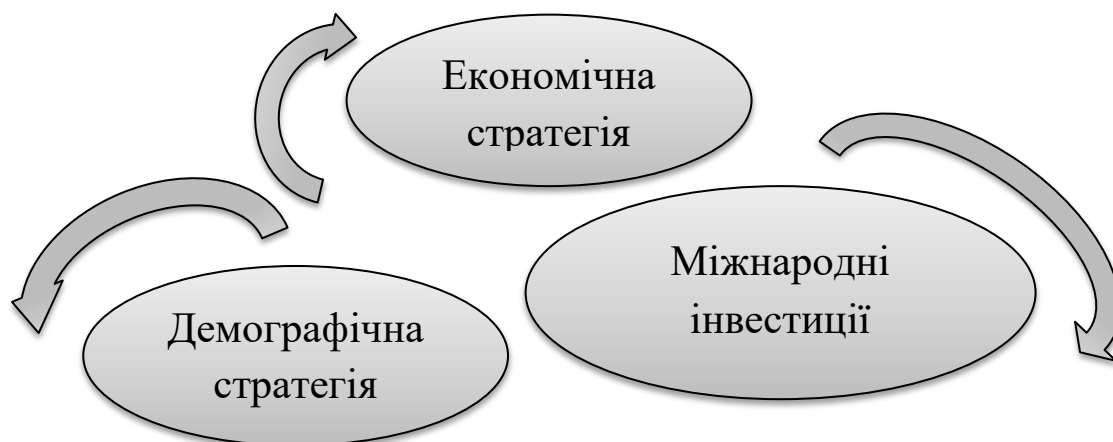 Економічна
стратегія
Міжнародні
інвестиції
Демографічна
стратегія